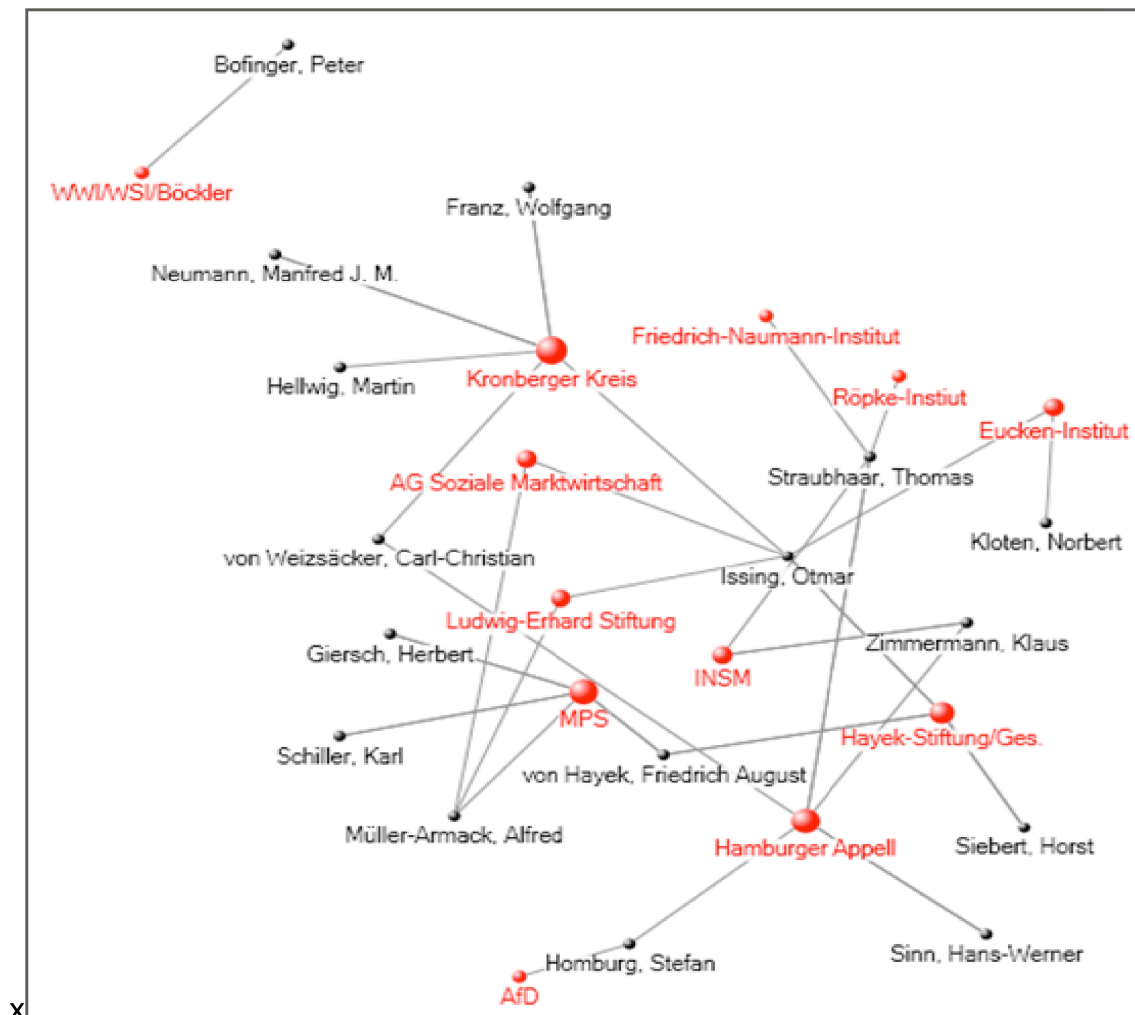 Bofinger, Peter
WWI/WSI/Böckler
Franz, Wolfgang
Neumann, Manfred J. M.
Friedrich-Naumann-Institut
Hellwig, Martin
Kronberger Kreis
Röpke-Instiut
Eucken-Institut
AG Soziale Marktwirtschaft
Straubhaar, Thomas
von Weizsäcker, Carl-Christian
Kloten, Norbert
Issing, Otmar
Ludwig-Erhard Stiftung
Giersch, Herbert
Zimmermann, Klaus
INSM
MPS
Hayek-Stiftung/Ges.
Schiller, Karl
von Hayek, Friedrich August
Müller-Armack, Alfred
Hamburger Appell
Siebert, Horst
Homburg, Stefan
Sinn, Hans-Werner
AfD
x